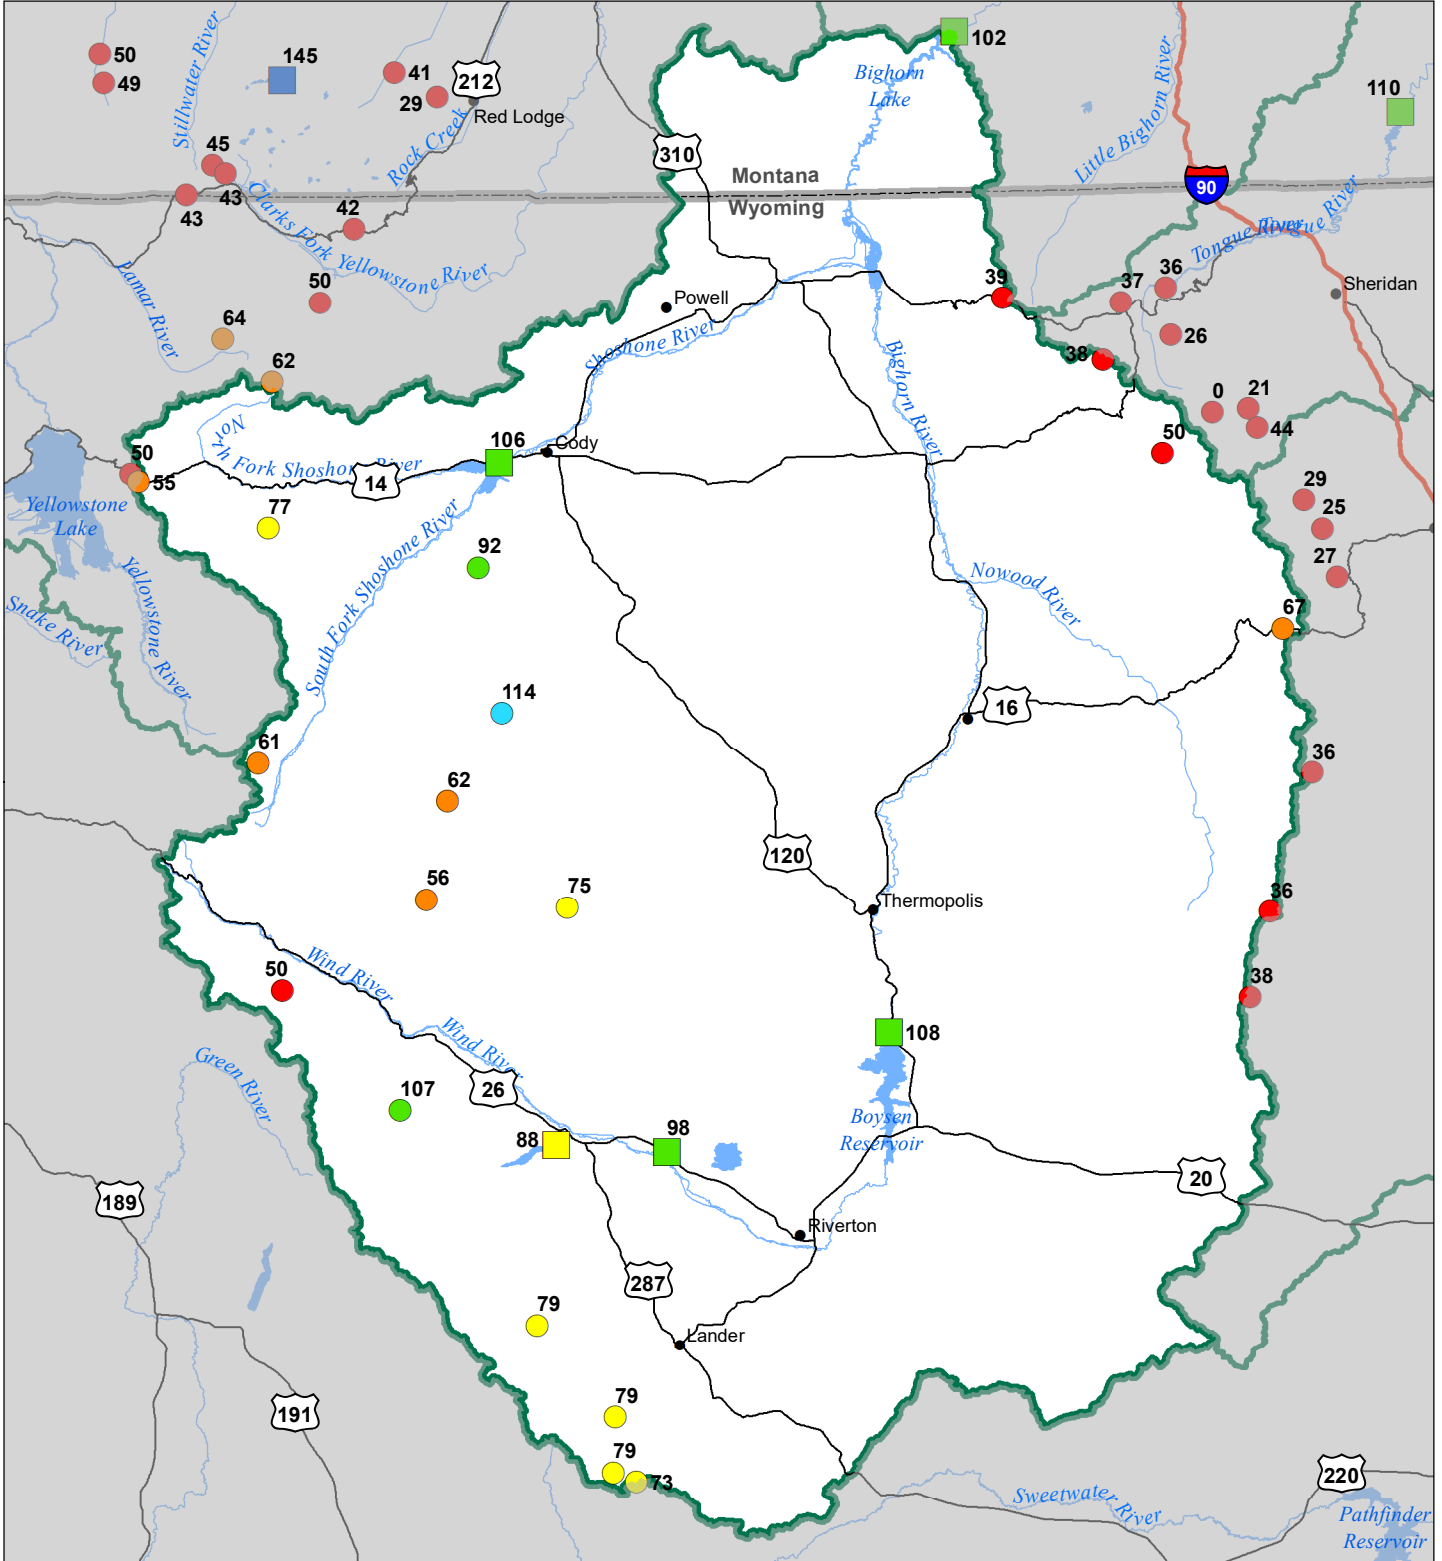 50
49
Stillwater River
145
41
29
212
Red Lodge
Rock Creek
45
43
43
42
Clarks Fork Yellowstone River
50
Lamar River
64
62
102
Bighorn
Lake
310
Montana
Wyoming
Little Bighorn River
110
90
Tongue River
Tongue River
39
37
36
Sheridan
26
38
0
21
44
50
29
25
27
67
Powell
Shoshone River
Bighorn River
North Fork Shoshone River
106
Cody
14
50
55
Yellowstone
Lake
77
92
South Fork Shoshone River
Yellowstone River
Snake River
Nowood River
114
61
62
16
36
120
56
75
Thermopolis
36
50
Wind River
38
108
Wind River
Green River
26
107
88
98
Boysen
Reservoir
20
189
Riverton
287
79
Lander
191
79
79
73
220
Sweetwater River
Pathfinder
Reservoir